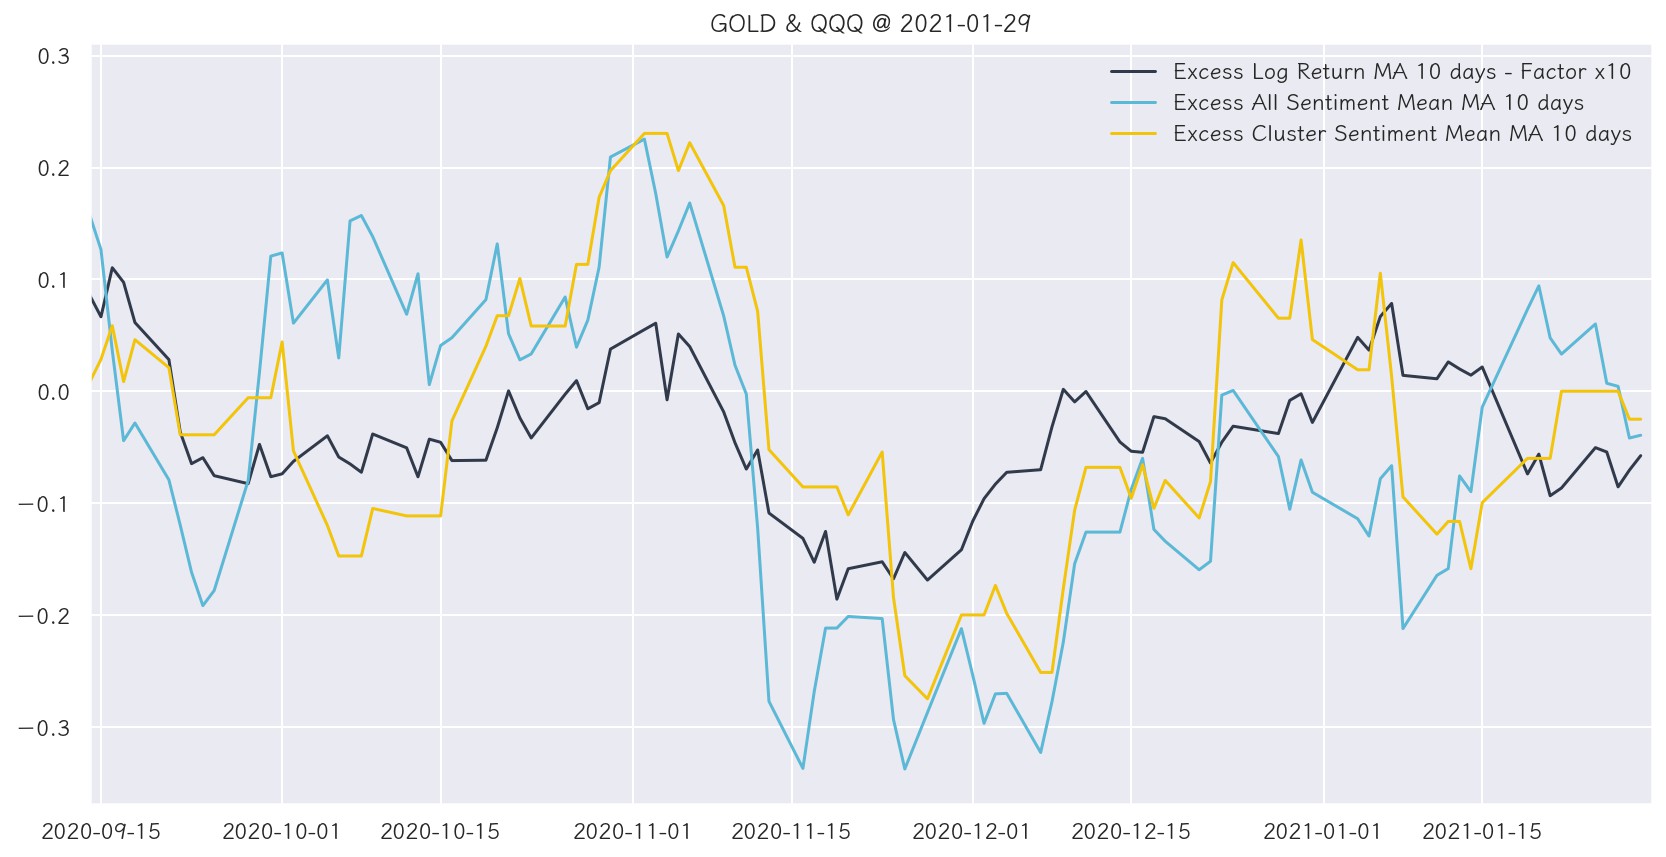 GOLD & QQQ @ 2021-01-29
Excess Log Return MA 10 days - Factor x10
Excess All Sentiment Mean MA 10 days
Excess Cluster Sentiment Mean MA 10 days
0.3
0.2
0.1
0.0
−0.1
−0.2
−0.3
2020-09-15 2020-10-01 2020-10-15 2020-11-01 2020-11-15 2020-12-01 2020-12-15 2021-01-01 2021-01-15